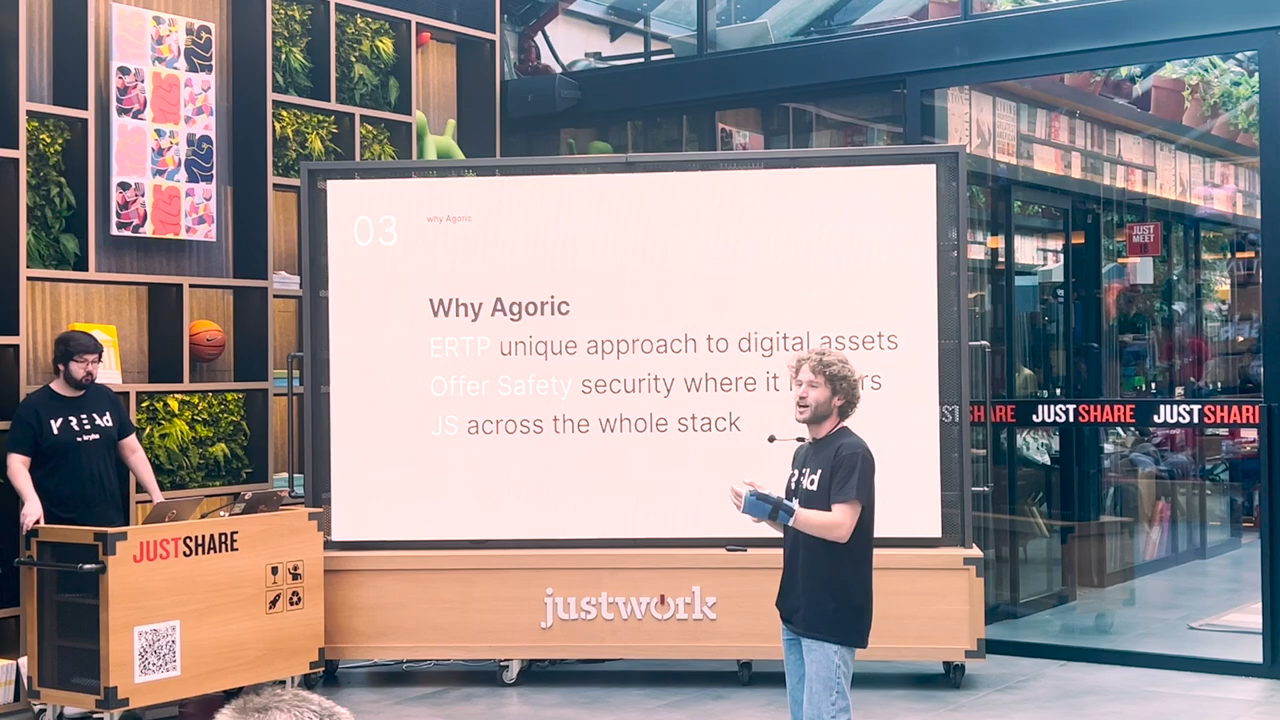 03
why Agoric
Why Agoric
ERTP unique approach to digital assets
Offer Safety security where it
JS across the whole stack
JUST
MEET
SHARE JUSTSHARE JUSTSHARE
KREAd
JUSTSHARE
justwork